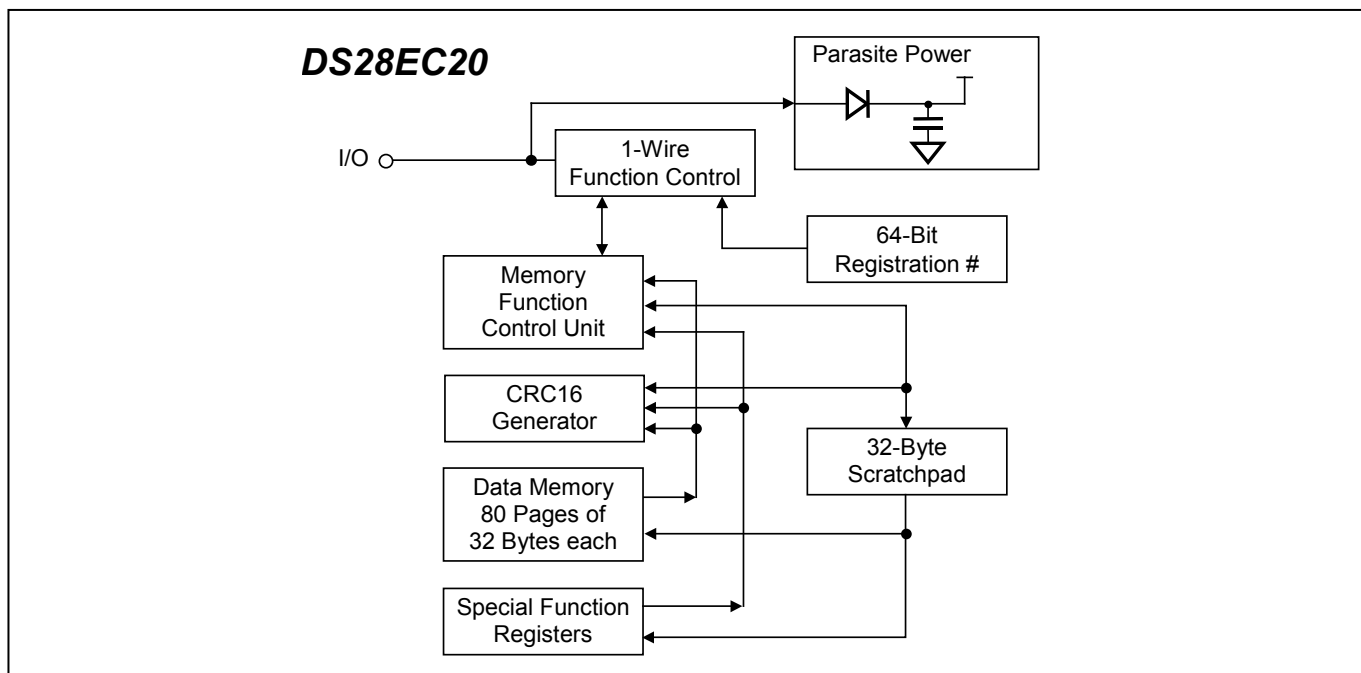 DS28EC20
Parasite Power
I/O
1-Wire
Function Control
64-Bit
Registration #
Memory
Function
Control Unit
CRC16
Generator
32-Byte
Scratchpad
Data Memory
80 Pages of
32 Bytes each
Special Function
Registers